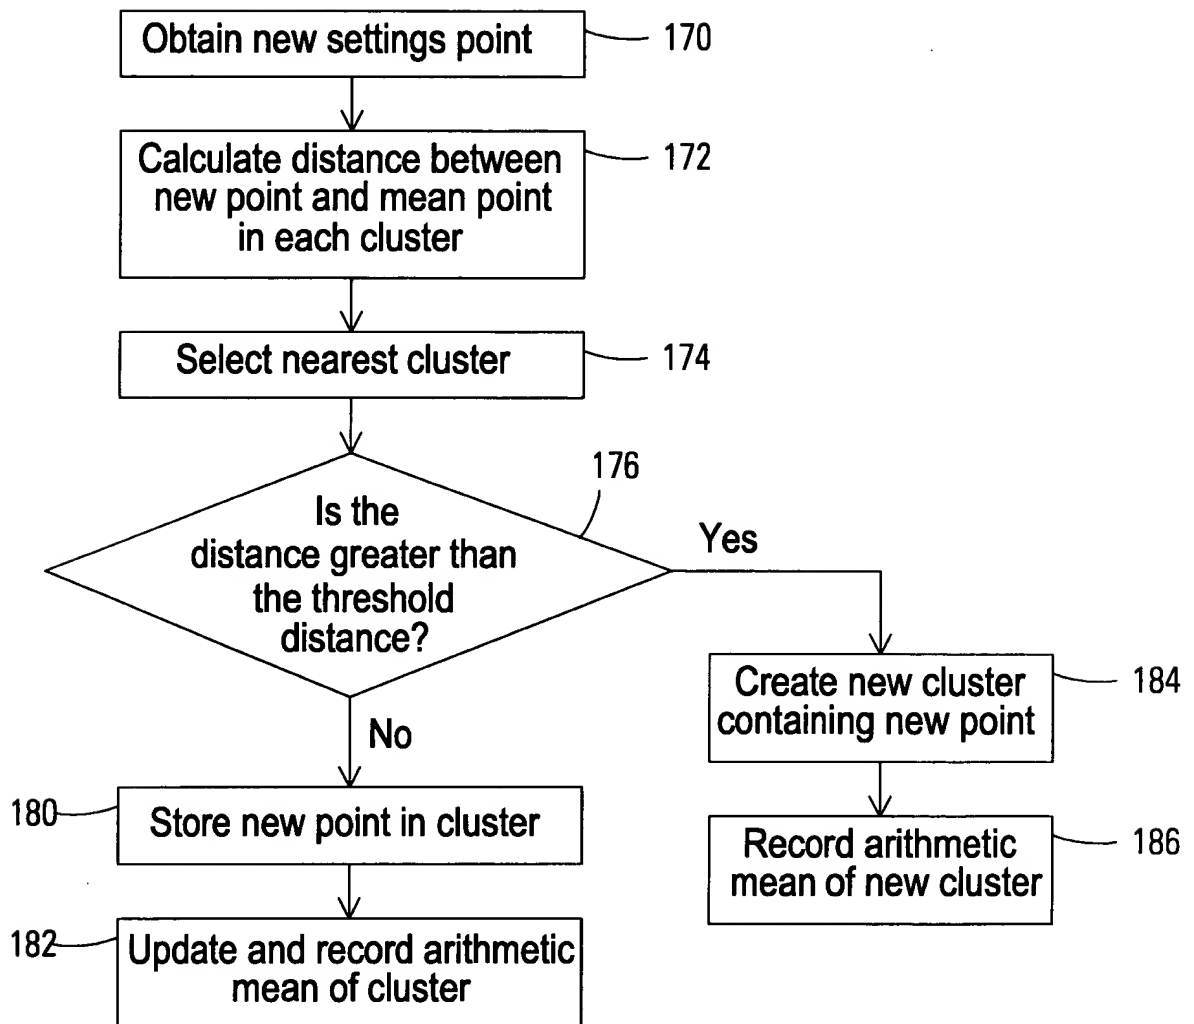 Obtain new settings point
170
Calculate distance between
new point and mean point
in each cluster
172
Select nearest cluster
174
176
Is the
distance greater than
the threshold
distance?
Yes
No
Create new cluster
containing new point
184
180
Store new point in cluster
Record arithmetic
mean of new cluster
186
182
Update and record arithmetic
mean of cluster